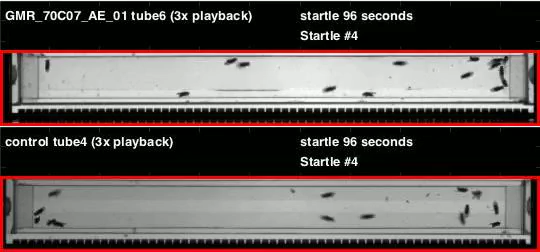 GMR_70C07_AE_01 tube6 (3x playback) startle 96 seconds
Startle #4
control tube4 (3x playback) startle 96 seconds
Startle #4